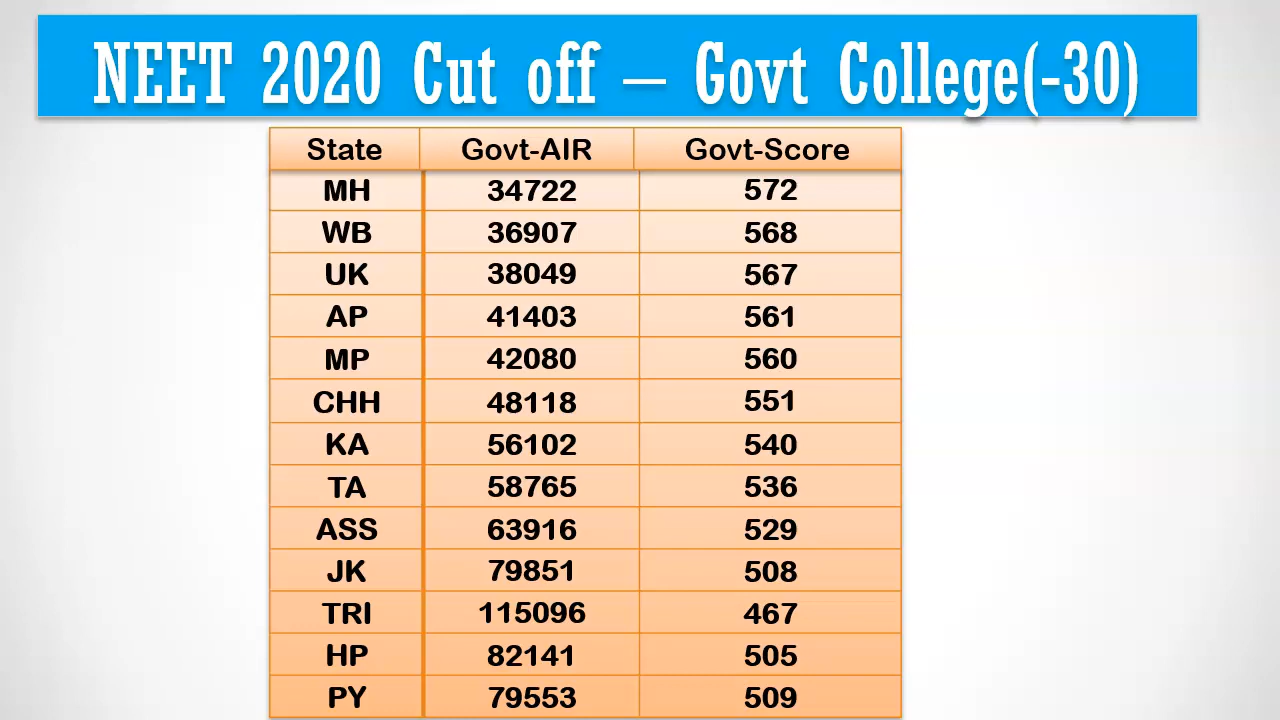 NEET 2020 Cut off – Govt College(-30)
State Govt-AIR Govt-Score
MH 34722 572
WB 36907 568
UK 38049 567
AP 41403 561
MP 42080 560
CHH 48118 551
KA 56102 540
TA 58765 536
ASS 63916 529
JK 79851 508
TRI 115096 467
HP 82141 505
PY 79553 509